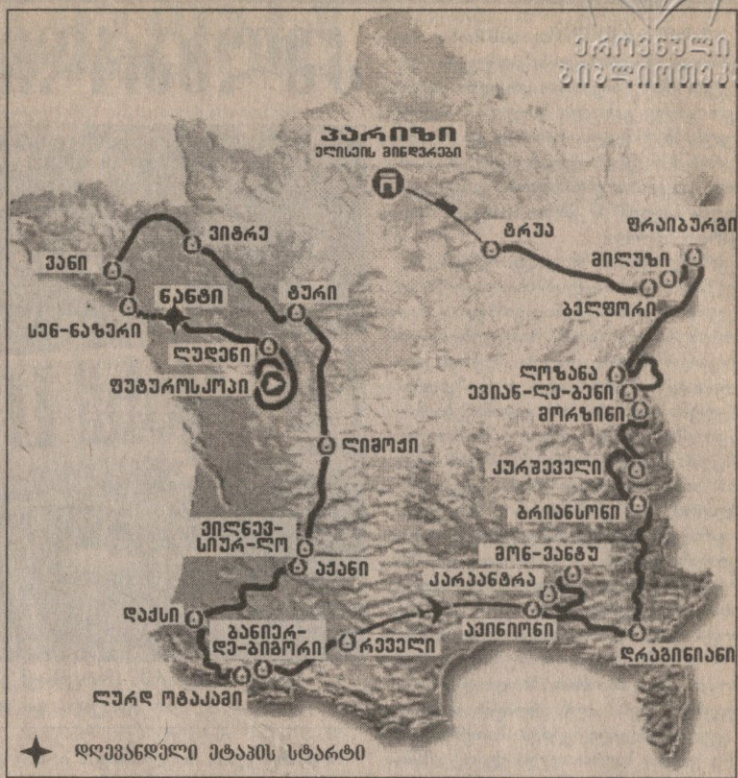 ეროვნული
ბიბლიოთეკა
პარიზი
ელისეის მინდვრები
ტრუა
ფრაიბურგი
მილუზი
ბელფორი
ვიტრე
ვანი
ნანტი
ტური
სენ-ნაზერი
ლუდენი
ფუტუროსკოპი
ლოზანა
ევიან-ლე-ბენი
მორზინი
ლიმოჟი
კურშეველი
ბრიანსონი
ვილნევ-
სიურ-ლო
აჟანი
მონ-ვანტუ
კარპანტრა
ავინიონი
დაქსი
ბანიერ-
დე-ბიგორი
რეველი
დრაგინიანი
ლურდ ოტაკამი
დღევანდელი ეტაპის სტარტი